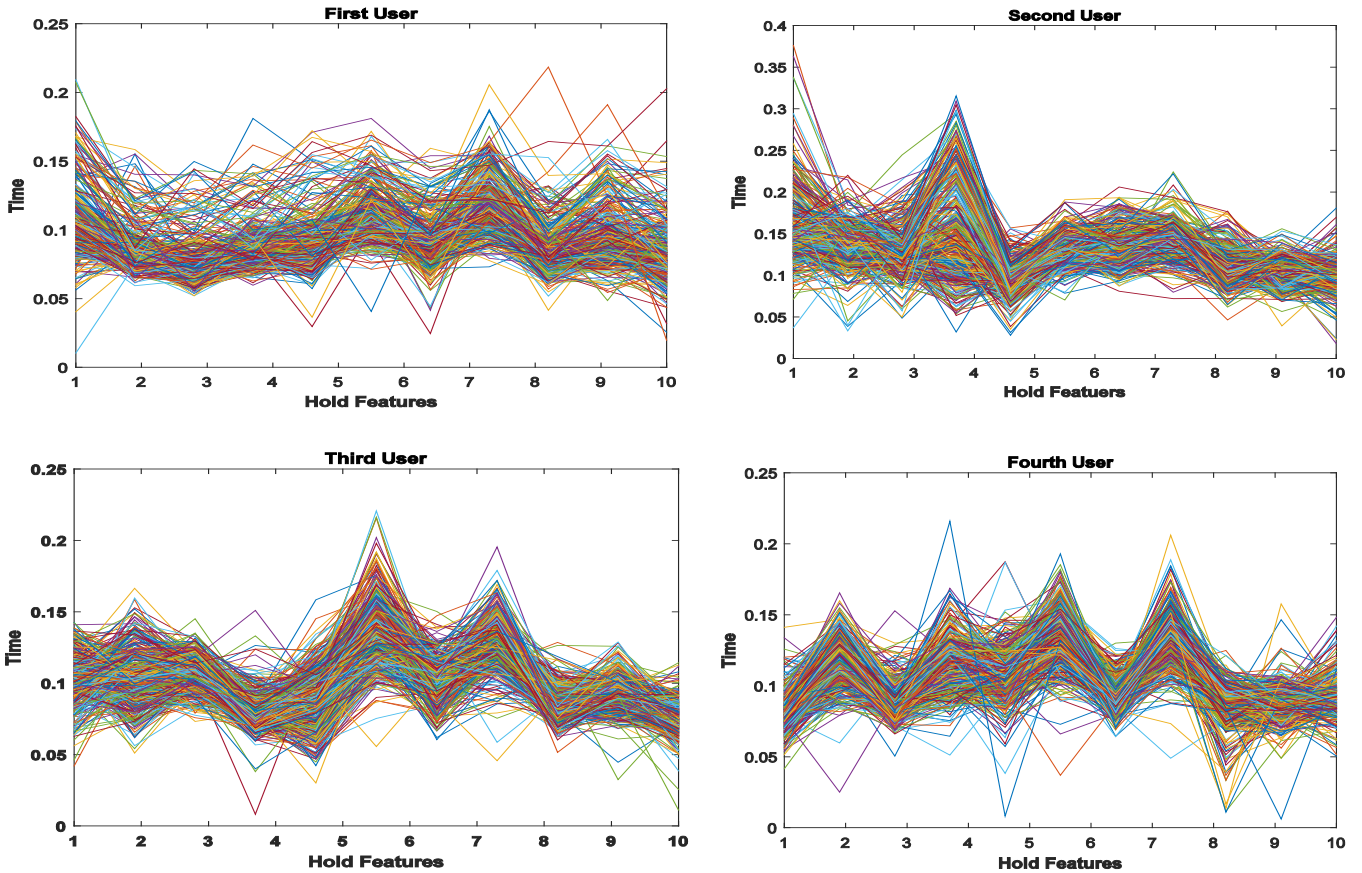 First User
0.25
0.2
0.15
0.1
0.05
0
Time
1 2 3 4 5 6 7 8 9 10
Hold Features
Second User
0.4
0.35
0.3
0.25
0.2
0.15
0.1
0.05
0
Time
1 2 3 4 5 6 7 8 9 10
Hold Featuers
Third User
0.25
0.2
0.15
0.1
0.05
0
Time
1 2 3 4 5 6 7 8 9 10
Hold Features
Fourth User
0.25
0.2
0.15
0.1
0.05
0
Time
1 2 3 4 5 6 7 8 9 10
Hold Features